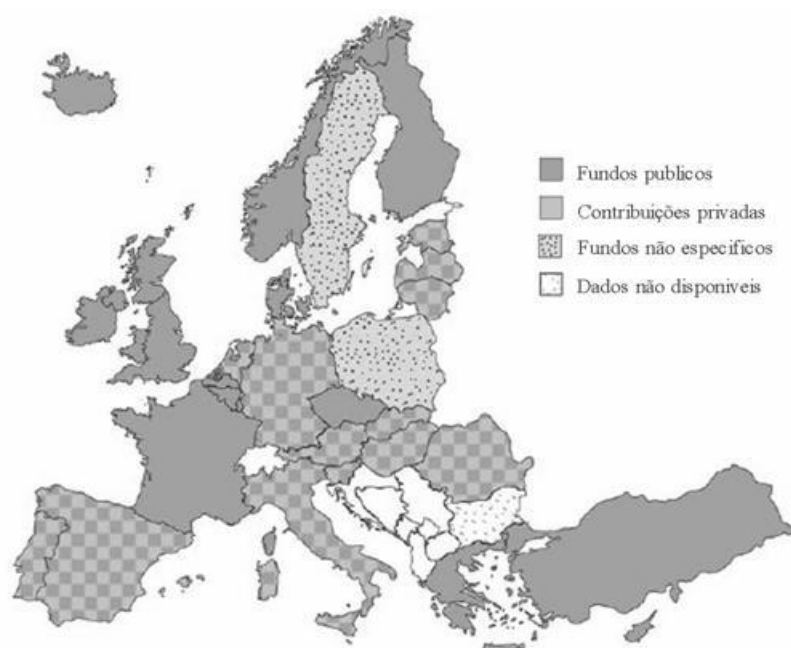 Fundos publicos
Contribuições privadas
Fundos não especificos
Dados não disponiveis